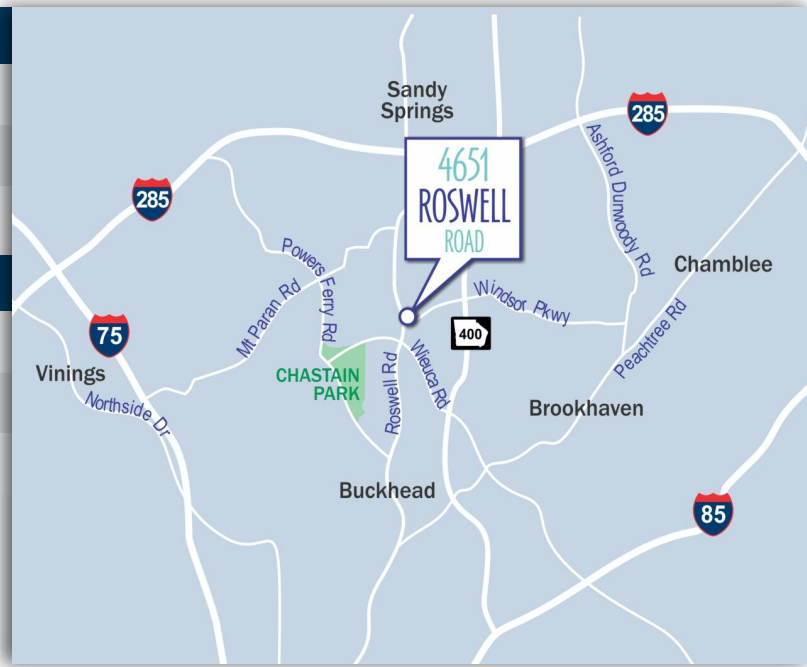 Sandy
Springs
285
Ashford Dunwoody Rd
4651
ROSWELL
ROAD
285
Powers Ferry Rd
Chamblee
Windsor Pkwy
Mt Paran Rd
75
400
Peachtree Rd
Vinings
CHASTAIN
PARK
Roswell Rd
Wieuca Rd
Northside Dr
Brookhaven
Buckhead
85